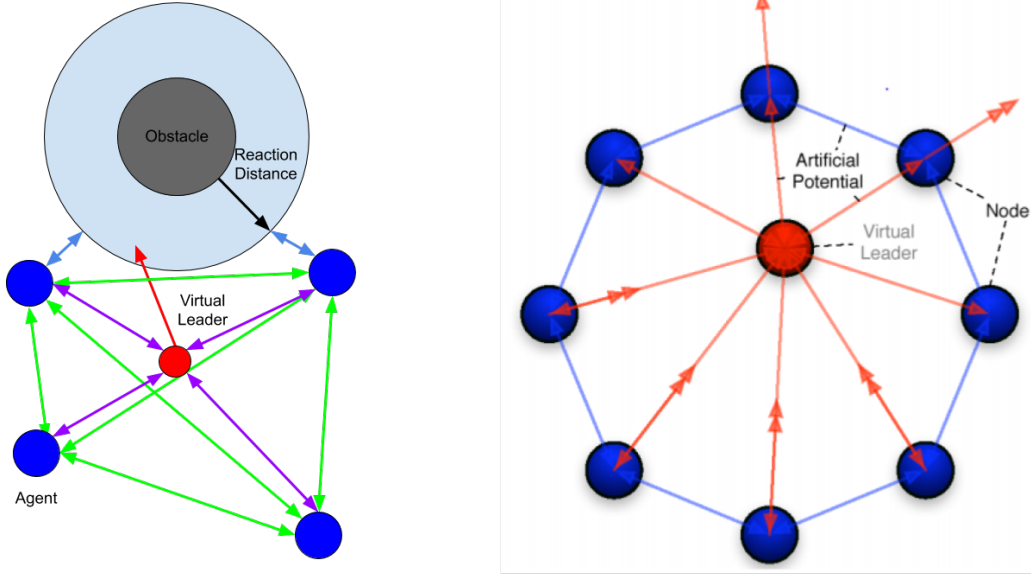 Obstacle
Reaction
Distance
Virtual
Leader
Agent
Artificial
Potential
Node
Virtual
Leader